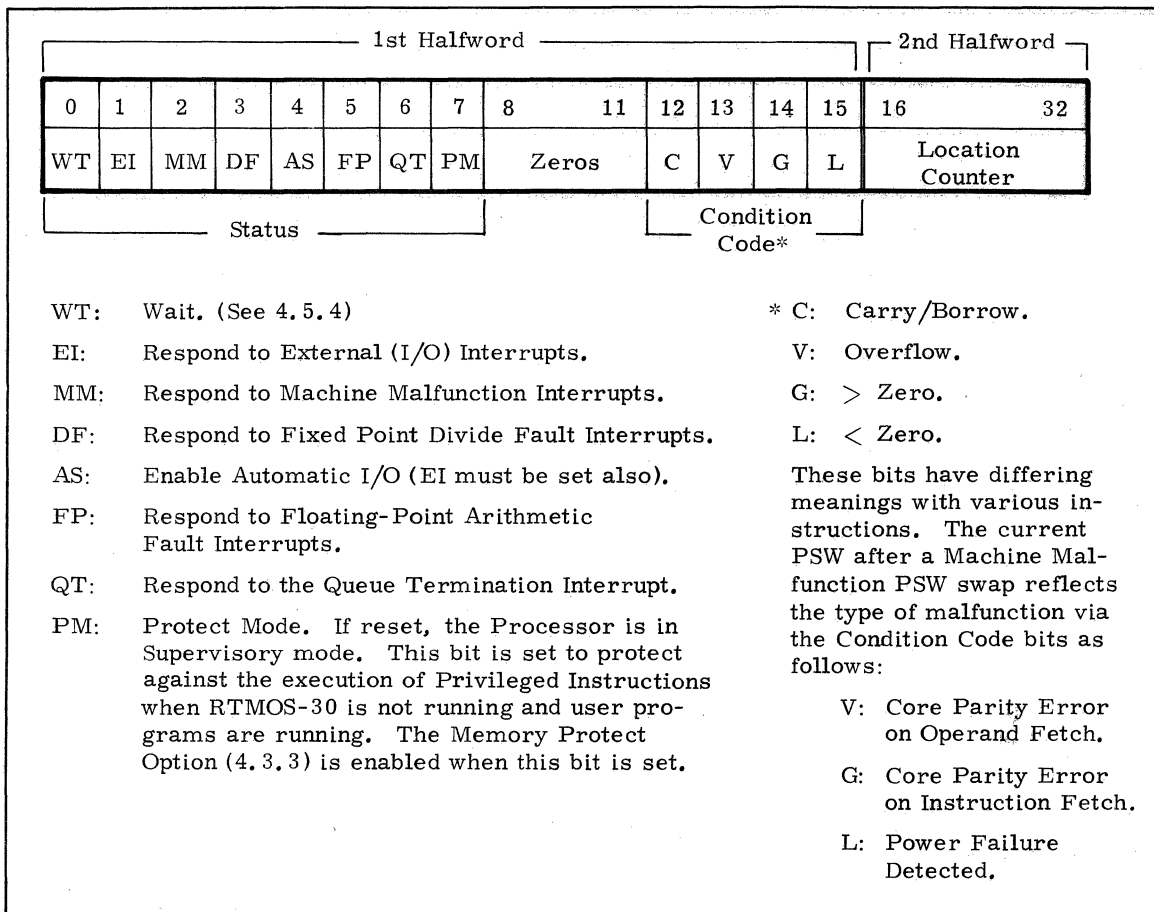 1st Halfword 2nd Halfword
0 1 2 3 4 5 6 7 8 11 12 13 14 15 16 32
WT EI MM DF AS FP QT PM Zeros C V G L Location
Counter
Status
Condition
Code*
WT: Wait. (See 4.5.4)
EI: Respond to External (I/O) Interrupts.
MM: Respond to Machine Malfunction Interrupts.
DF: Respond to Fixed Point Divide Fault Interrupts.
AS: Enable Automatic I/O (EI must be set also).
FP: Respond to Floating-Point Arithmetic
Fault Interrupts.
QT: Respond to the Queue Termination Interrupt.
PM: Protect Mode. If reset, the Processor is in
Supervisory mode. This bit is set to protect
against the execution of Privileged Instructions
when RTMOS-30 is not running and user pro-
grams are running. The Memory Protect
Option (4.3.3) is enabled when this bit is set.
* C: Carry/Borrow.
V: Overflow.
G: > Zero.
L: < Zero.
These bits have differing
meanings with various in-
structions. The current
PSW after a Machine Mal-
function PSW swap reflects
the type of malfunction via
the Condition Code bits as
follows:
V: Core Parity Error
on Operand Fetch.
G: Core Parity Error
on Instruction Fetch.
L: Power Failure
Detected.